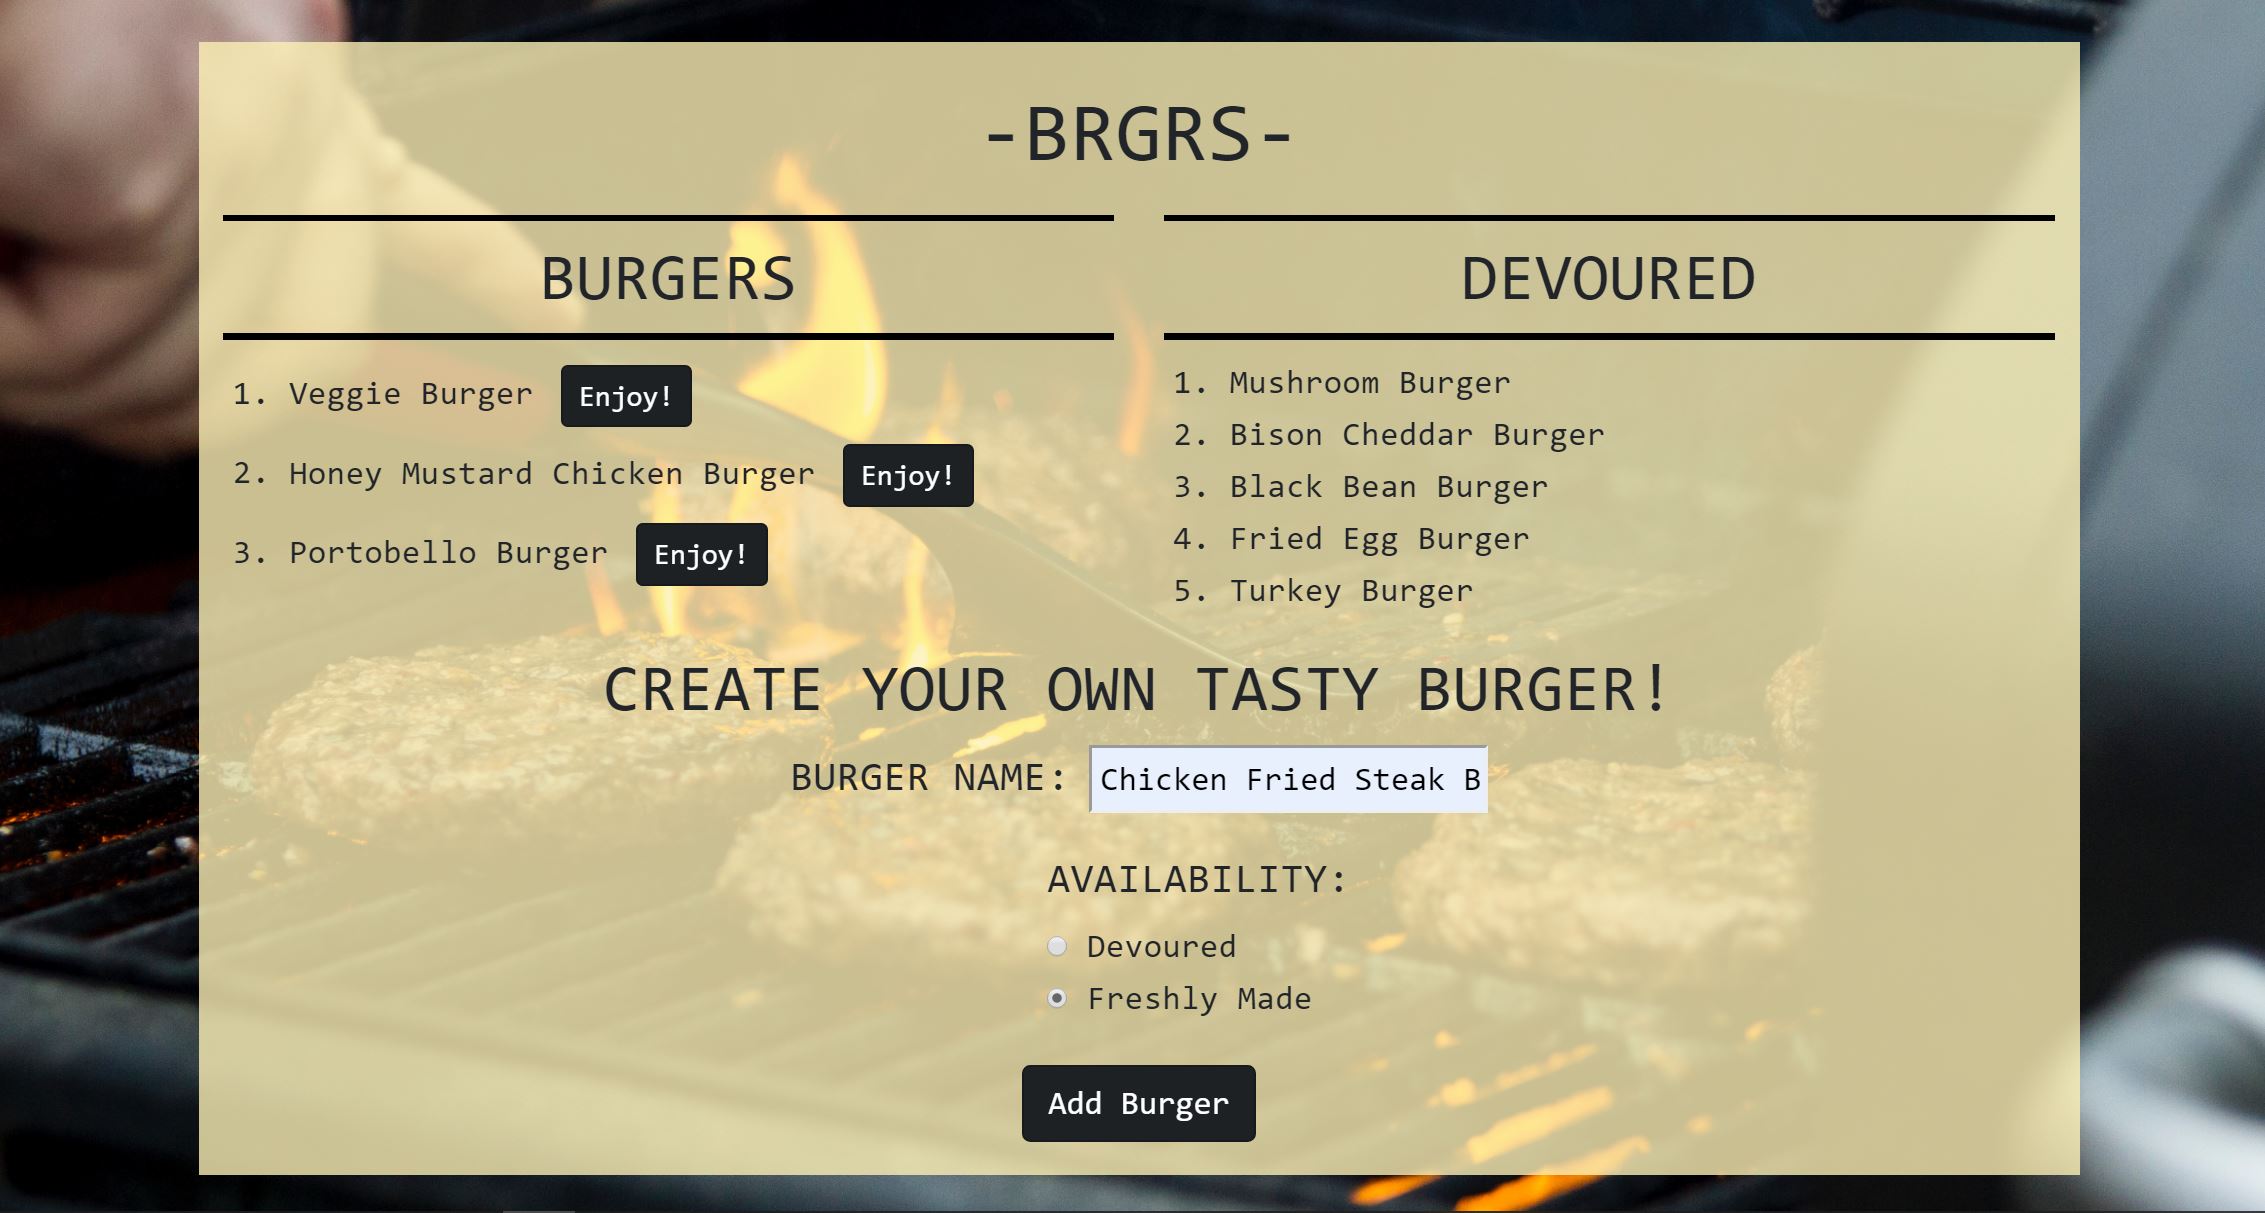 -BRGRS-
BURGERS
1. Veggie Burger Enjoy!
2. Honey Mustard Chicken Burger Enjoy!
3. Portobello Burger Enjoy!
DEVOURED
1. Mushroom Burger
2. Bison Cheddar Burger
3. Black Bean Burger
4. Fried Egg Burger
5. Turkey Burger
CREATE YOUR OWN TASTY BURGER!
BURGER NAME: Chicken Fried Steak B
AVAILABILITY:
Devoured
Freshly Made
Add Burger